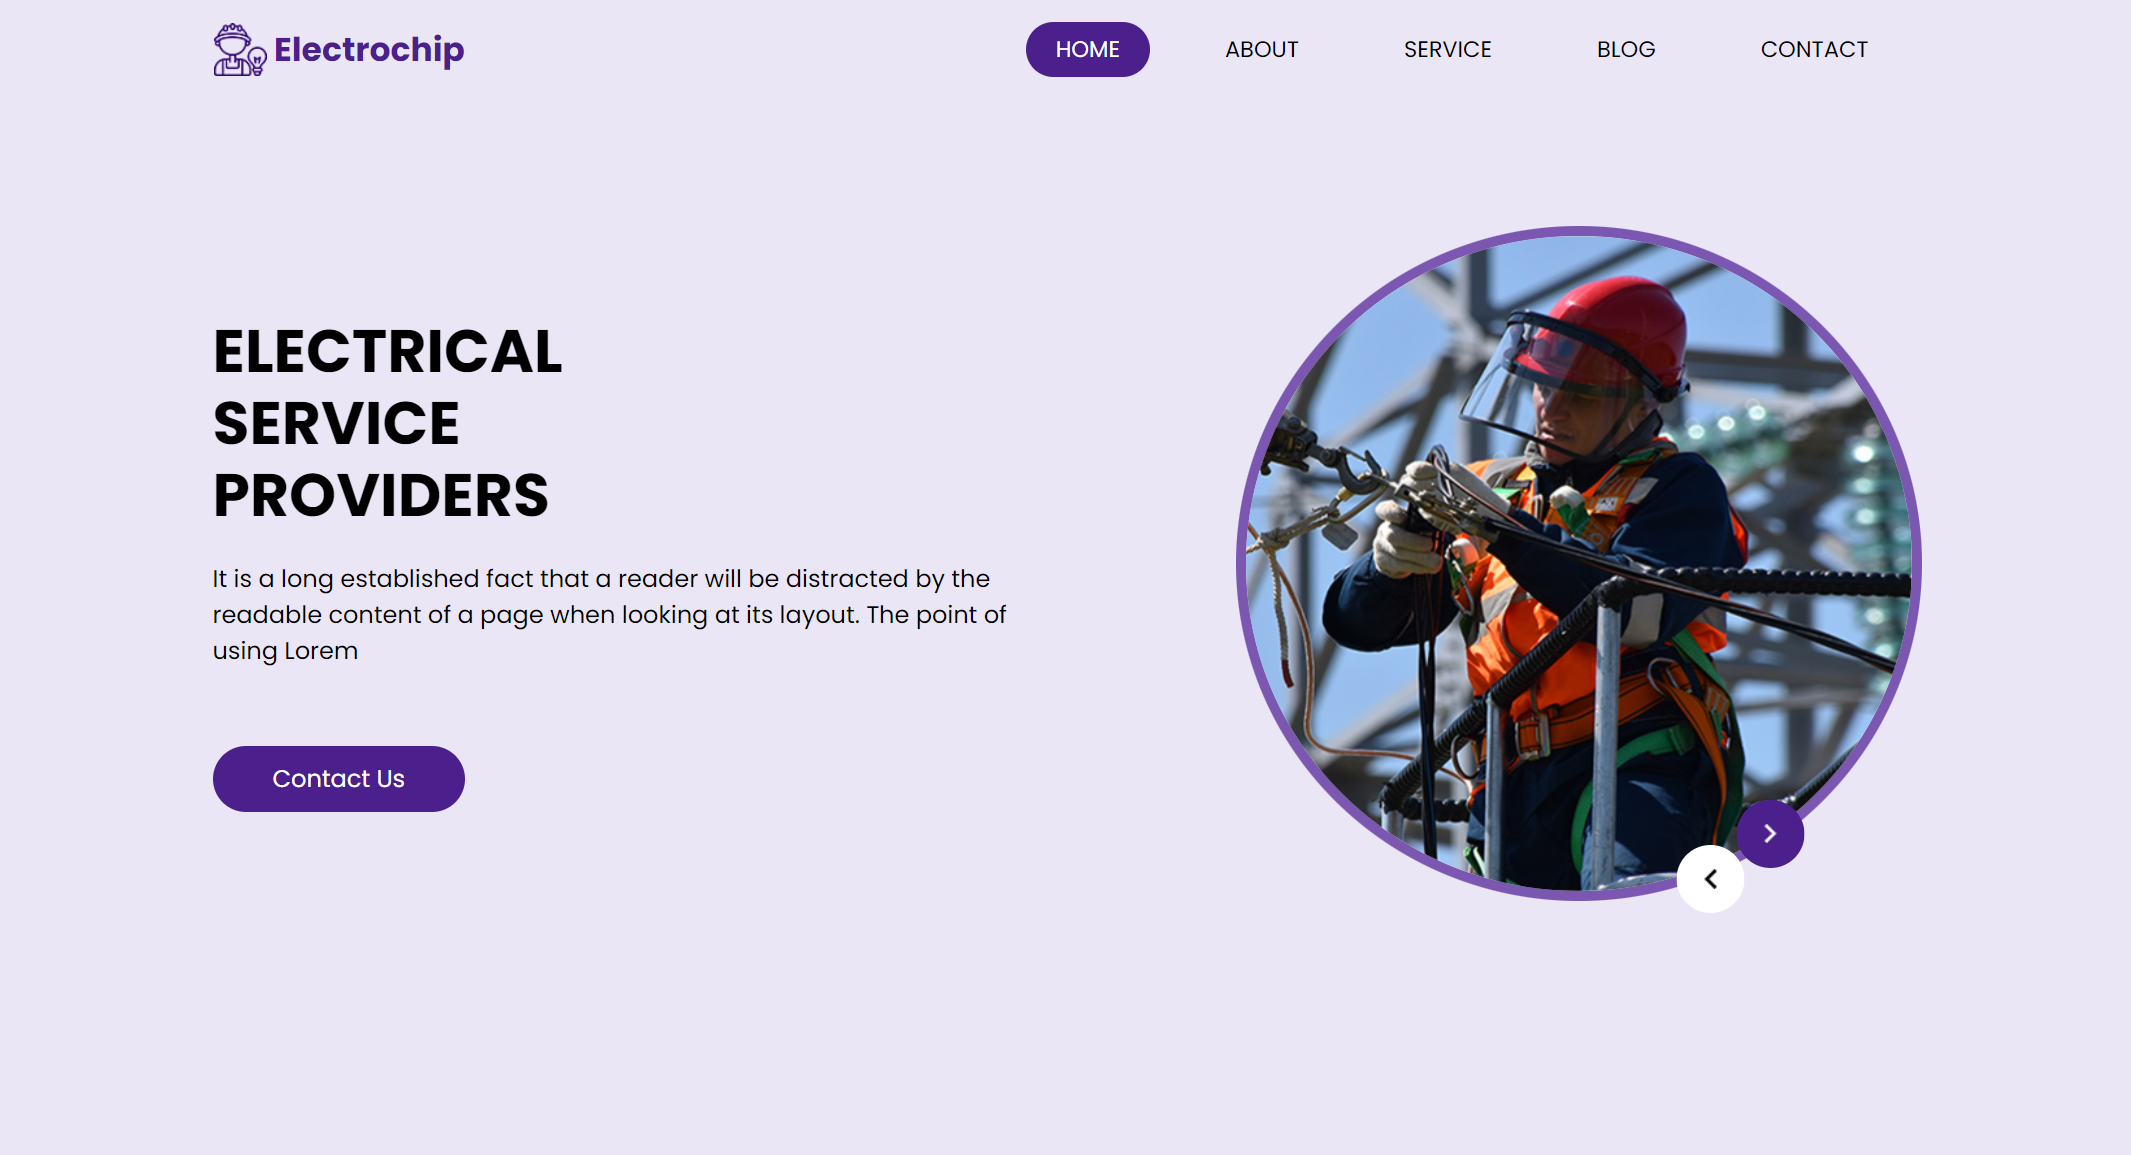 Electrochip
HOME
ABOUT
SERVICE
BLOG
CONTACT
ELECTRICAL
SERVICE
PROVIDERS
It is a long established fact that a reader will be distracted by the
readable content of a page when looking at its layout. The point of
using Lorem
Contact Us